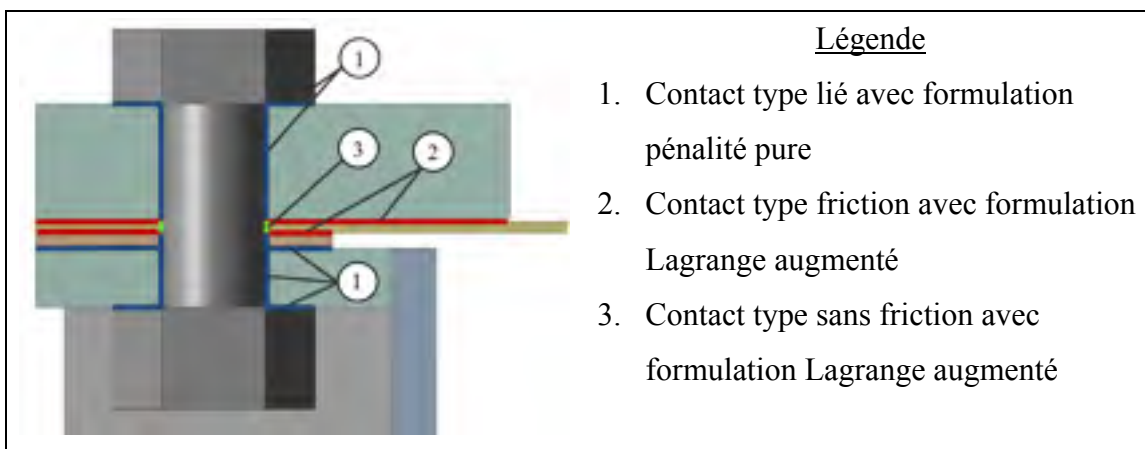 Légende
1
3
2
1
1. Contact type lié avec formulation
pénalité pure
2. Contact type friction avec formulation
Lagrange augmenté
3. Contact type sans friction avec
formulation Lagrange augmenté